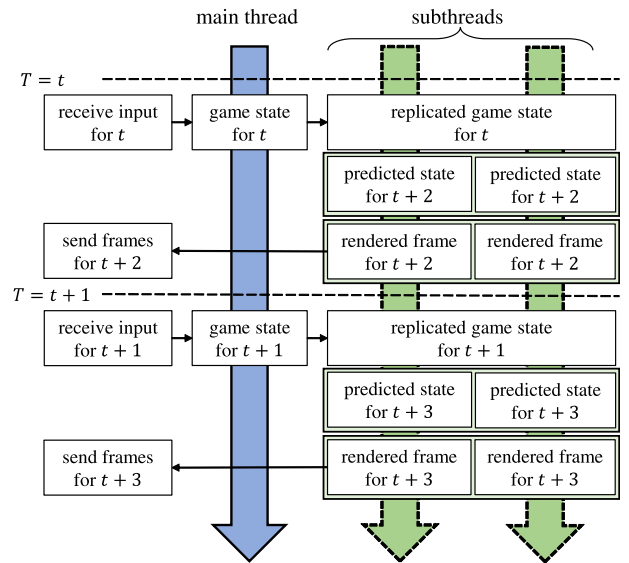 main thread
subthreads
T = t
receive input
for t
game state
for t
replicated game state
for t
predicted state
for t + 2
predicted state
for t + 2
send frames
for t + 2
rendered frame
for t + 2
rendered frame
for t + 2
T = t + 1
receive input
for t + 1
game state
for t + 1
replicated game state
for t + 1
predicted state
for t + 3
predicted state
for t + 3
send frames
for t + 3
rendered frame
for t + 3
rendered frame
for t + 3